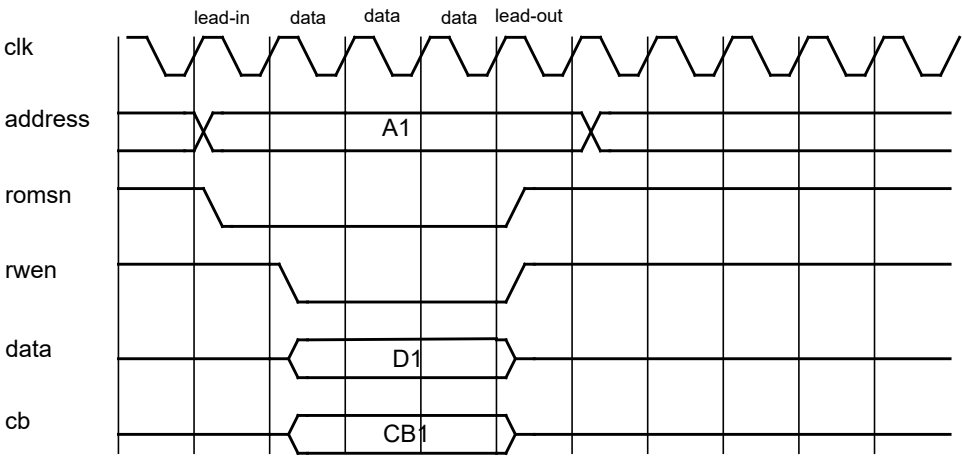 lead-in data data data lead-out
clk
address A1
romsn
rwen
data D1
cb CB1